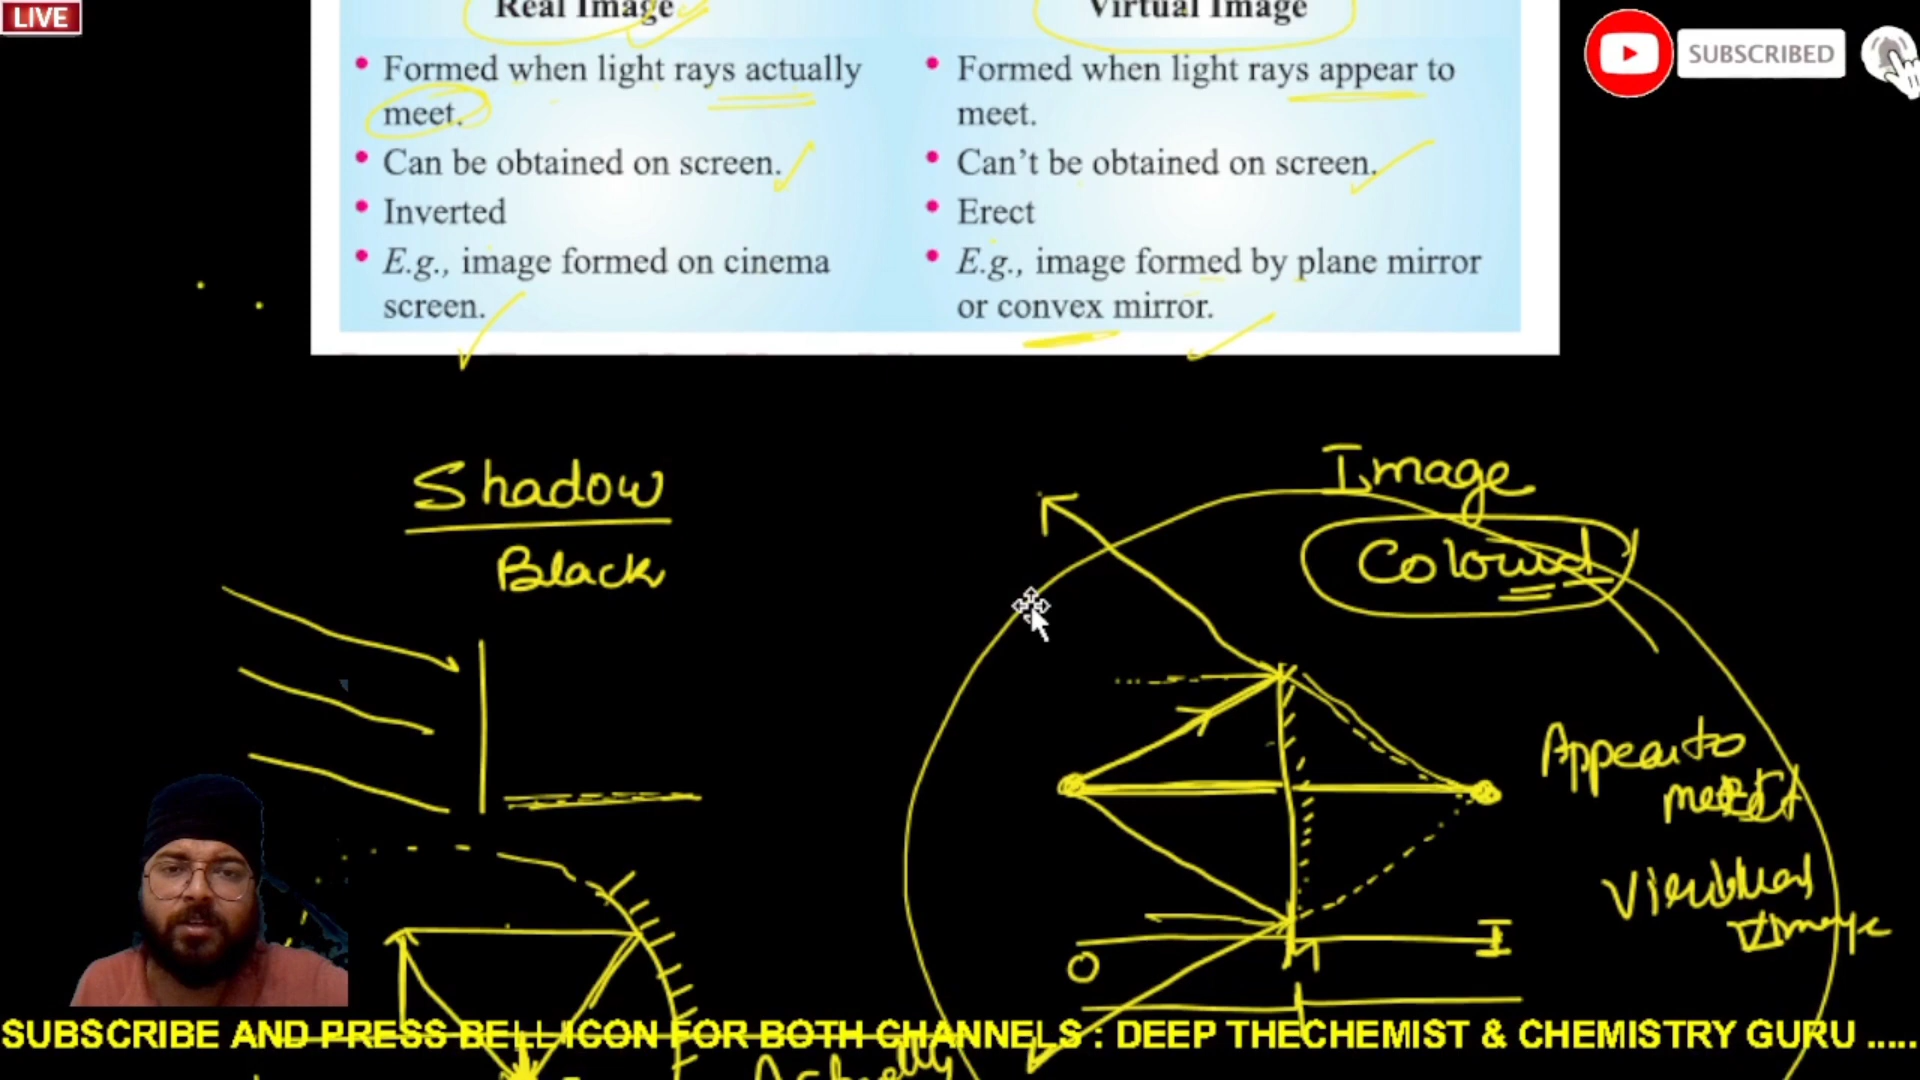 LIVE
Real Image
Virtual Image
SUBSCRIBED
• Formed when light rays actually
meet.
• Can be obtained on screen.
• Inverted
• E.g., image formed on cinema
screen.
• Formed when light rays appear to
meet.
• Can’t be obtained on screen.
• Erect
• E.g., image formed by plane mirror
or convex mirror.
Shadow
Black
Image
Coloured
Appear to
meet
Virtual
Image
O
M
I
Actually
SUBSCRIBE AND PRESS BELL ICON FOR BOTH CHANNELS : DEEP THECHEMIST & CHEMISTRY GURU .....